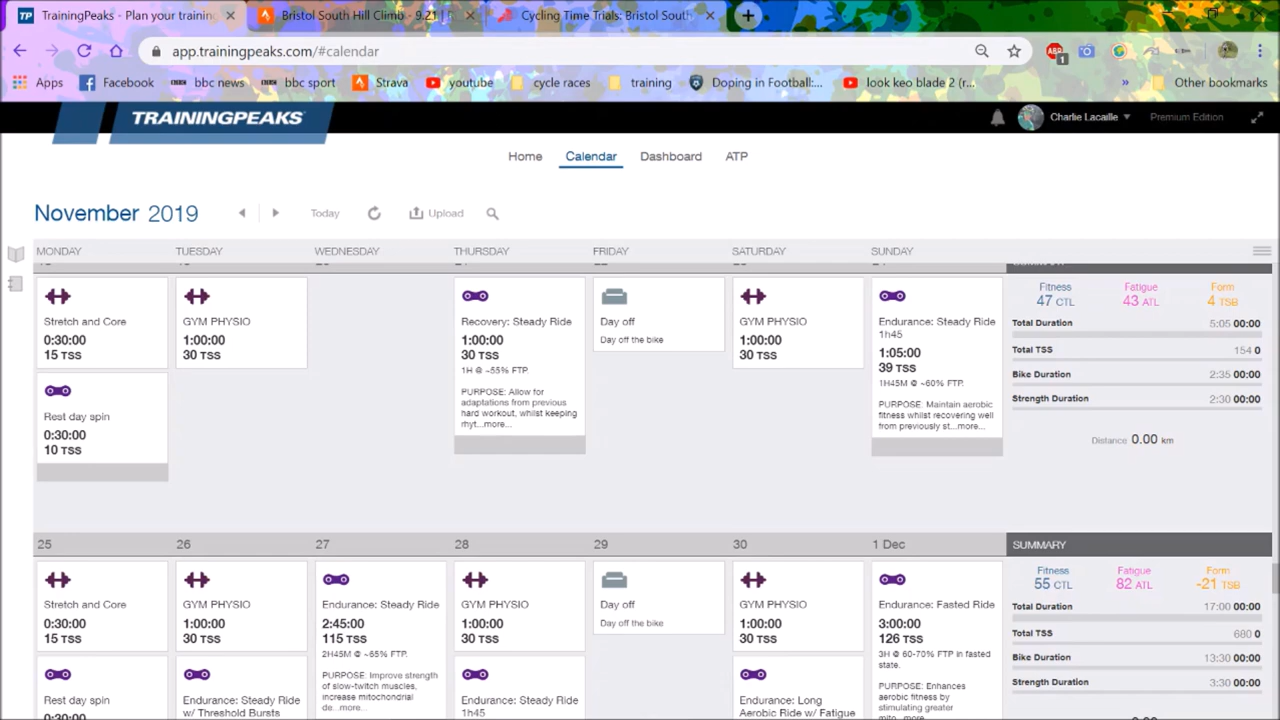 TrainingPeaks - Plan your training
Bristol South Hill Climb - 9.21 |
Cycling Time Trials: Bristol South
app.trainingpeaks.com/#calendar
Apps
Facebook
bbc news
bbc sport
Strava
youtube
cycle races
training
Doping in Football:...
look keo blade 2 (r...
»
Other bookmarks
TRAININGPEAKS
Charlie Lacaille
Premium Edition
Home
Calendar
Dashboard
ATP
November 2019
Today
Upload
MONDAY
TUESDAY
WEDNESDAY
THURSDAY
FRIDAY
SATURDAY
SUNDAY
Stretch and Core
0:30:00
15 TSS
Rest day spin
0:30:00
10 TSS
GYM PHYSIO
1:00:00
30 TSS
Recovery: Steady Ride
1:00:00
30 TSS
1H @ ~55% FTP.
PURPOSE: Allow for
adaptations from previous
hard workout, whilst keeping
rhyt...more...
Day off
Day off the bike
GYM PHYSIO
1:00:00
30 TSS
Endurance: Steady Ride
1h45
1:05:00
39 TSS
1H45M @ ~60% FTP.
PURPOSE: Maintain aerobic
fitness whilst recovering well
from previously st...more...
Fitness Fatigue Form
47 CTL 43 ATL 4 TSB
Total Duration 5:05 00:00
Total TSS 154 0
Bike Duration 2:35 00:00
Strength Duration 2:30 00:00
Distance 0.00 km
25 26 27 28 29 30 1 Dec SUMMARY
Stretch and Core
0:30:00
15 TSS
Rest day spin
0:30:00
GYM PHYSIO
1:00:00
30 TSS
Endurance: Steady Ride
w/ Threshold Bursts
Endurance: Steady Ride
2:45:00
115 TSS
2H45M @ ~65% FTP.
PURPOSE: Improve strength
of slow-twitch muscles,
increase mitochondrial
de...more...
GYM PHYSIO
1:00:00
30 TSS
Endurance: Steady Ride
1h45
Day off
Day off the bike
GYM PHYSIO
1:00:00
30 TSS
Endurance: Long
Aerobic Ride w/ Fatigue
Endurance: Fasted Ride
3:00:00
126 TSS
3H @ 60-70% FTP in fasted
state.
PURPOSE: Enhances
aerobic fitness by
stimulating greater
mito...more...
Fitness Fatigue Form
55 CTL 82 ATL -21 TSB
Total Duration 17:00 00:00
Total TSS 680 0
Bike Duration 13:30 00:00
Strength Duration 3:30 00:00